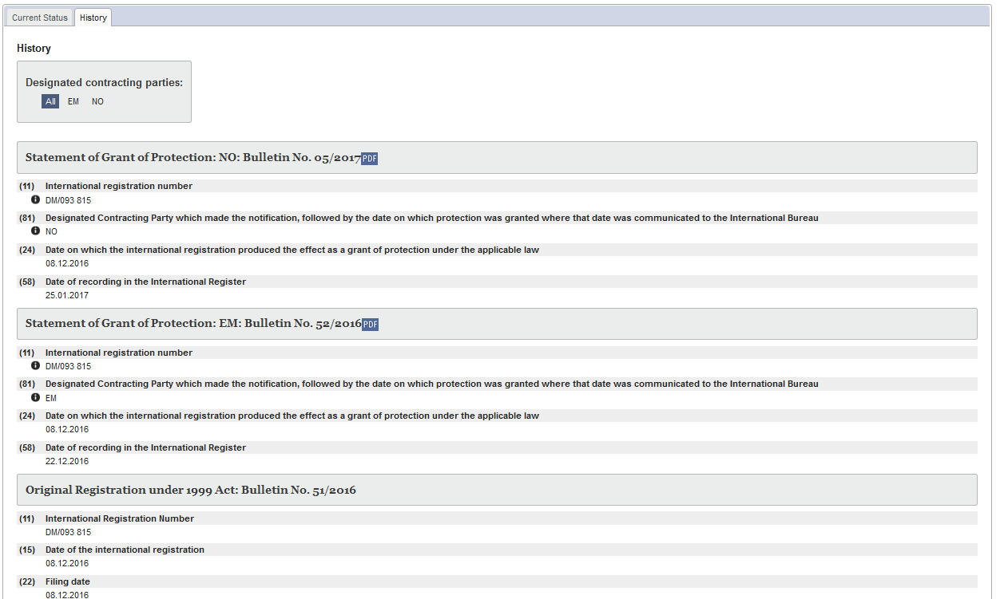 Current Status History
History
Designated contracting parties:
All EM NO
Statement of Grant of Protection: NO: Bulletin No. 05/2017 PDF
(11) International registration number
DM/093 815
(81) Designated Contracting Party which made the notification, followed by the date on which protection was granted where that date was communicated to the International Bureau
NO
(24) Date on which the international registration produced the effect as a grant of protection under the applicable law
08.12.2016
(58) Date of recording in the International Register
25.01.2017
Statement of Grant of Protection: EM: Bulletin No. 52/2016 PDF
(11) International registration number
DM/093 815
(81) Designated Contracting Party which made the notification, followed by the date on which protection was granted where that date was communicated to the International Bureau
EM
(24) Date on which the international registration produced the effect as a grant of protection under the applicable law
08.12.2016
(58) Date of recording in the International Register
22.12.2016
Original Registration under 1999 Act: Bulletin No. 51/2016
(11) International Registration Number
DM/093 815
(15) Date of the international registration
08.12.2016
(22) Filing date
08.12.2016